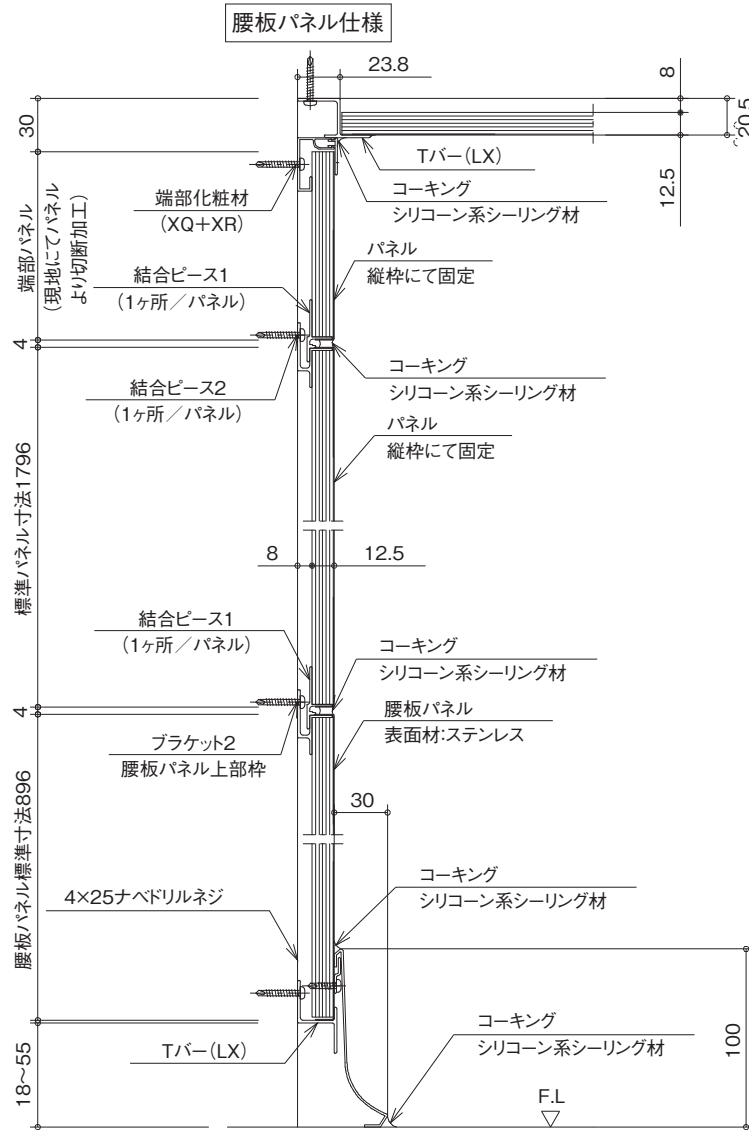 腰板パネル仕様
23.8
8
20.5
12.5
30
Tバー(LX)
コーキング
シリコーン系シーリング材
端部化粧材
(XQ+XR)
パネル
縦枠にて固定
端部パネル
(現地にてパネル
より切断加工)
結合ピース1
(1ヶ所／パネル)
4
コーキング
シリコーン系シーリング材
結合ピース2
(1ヶ所／パネル)
パネル
縦枠にて固定
標準パネル寸法1796
8
12.5
結合ピース1
(1ヶ所／パネル)
コーキング
シリコーン系シーリング材
4
腰板パネル
表面材:ステンレス
ブラケット2
腰板パネル上部枠
30
腰板パネル標準寸法896
4×25ナベドリルネジ
コーキング
シリコーン系シーリング材
100
コーキング
シリコーン系シーリング材
Tバー(LX)
18～55
F.L